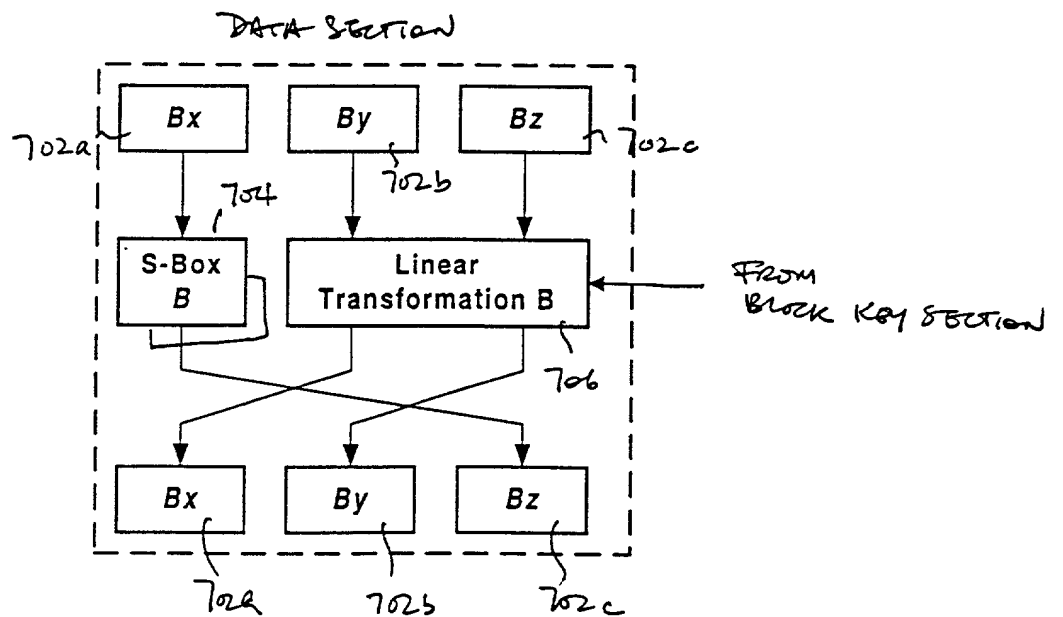 DATA SECTION
Bx
By
Bz
702a
702b
702c
704
S-Box
B
Linear
Transformation B
FROM
BLOCK KEY SECTION
706
Bx
By
Bz
702a
702b
702c